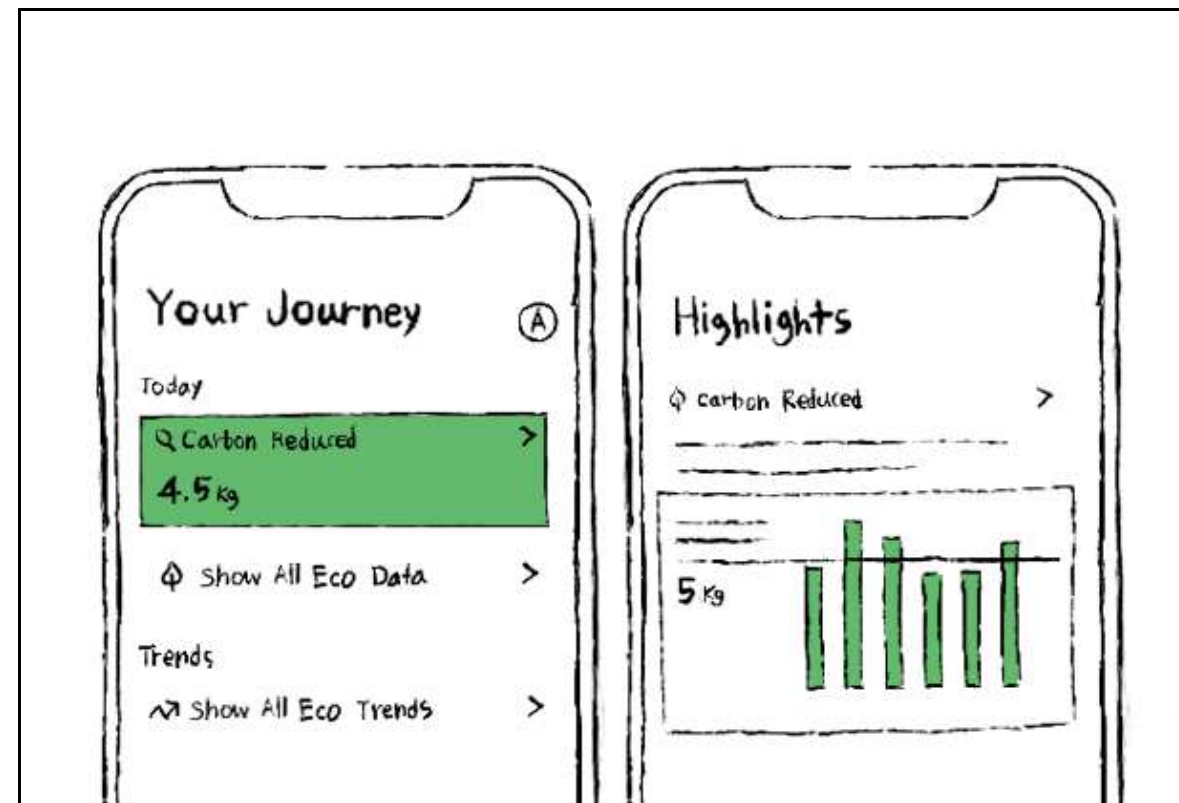 Your Journey
A
Today
Carbon Reduced
4.5 Kg
Show All Eco Data
Trends
Show All Eco Trends
Highlights
Carbon Reduced
5 Kg